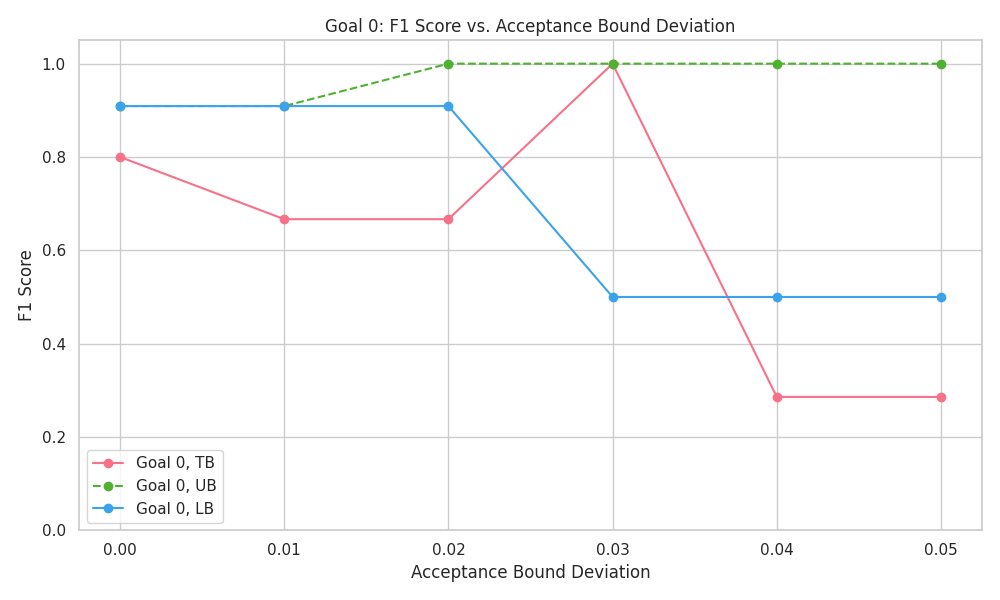 Goal 0: F1 Score vs. Acceptance Bound Deviation
F1 Score
1.0
0.8
0.6
0.4
0.2
0.0
Goal 0, TB
Goal 0, UB
Goal 0, LB
0.00 0.01 0.02 0.03 0.04 0.05
Acceptance Bound Deviation